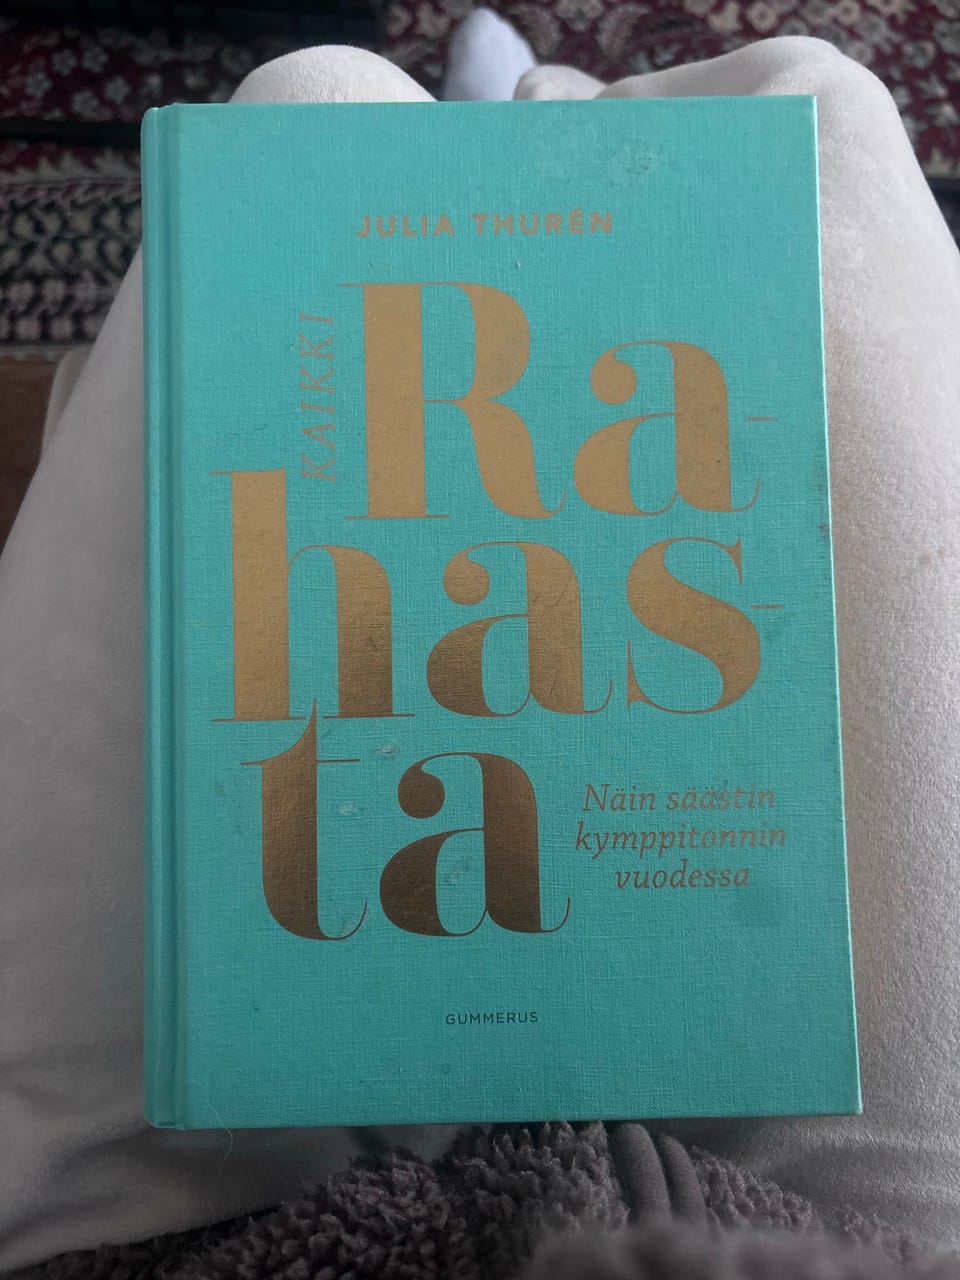 JULIA THURÉN
KAIKKI
Ra-
has-
ta
Näin säästin
kymppitonnin
vuodessa
GUMMERUS